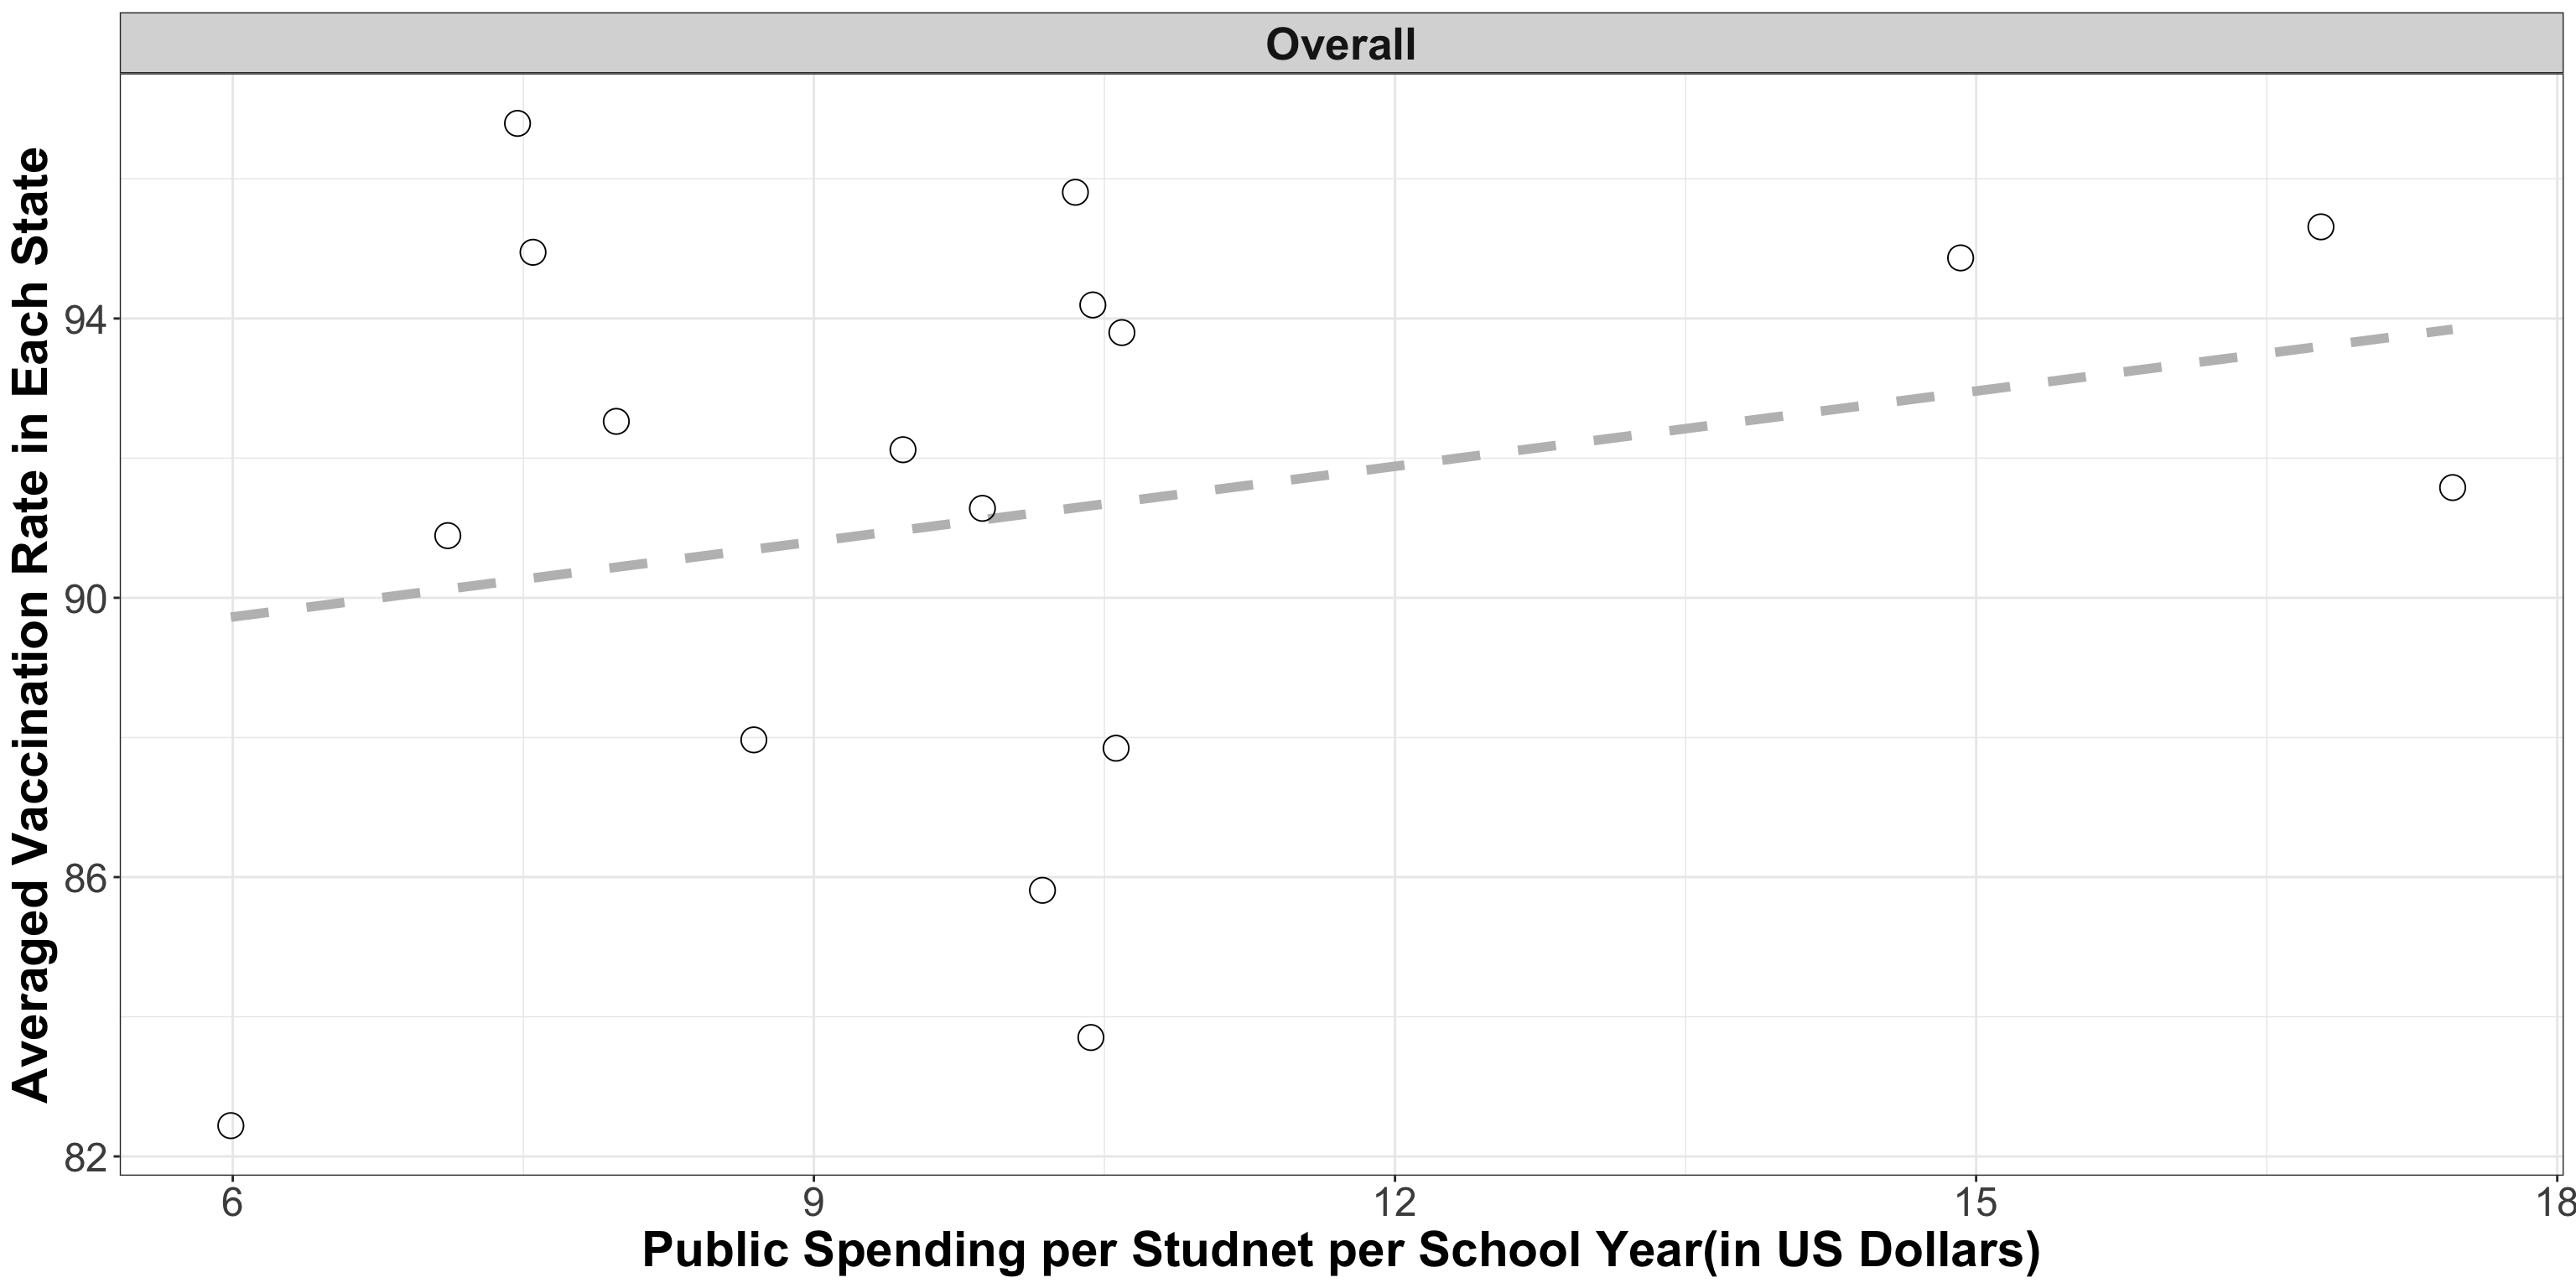 Overall
Averaged Vaccination Rate in Each State
94
90
86
82
6 9 12 15 18
Public Spending per Studnet per School Year(in US Dollars)